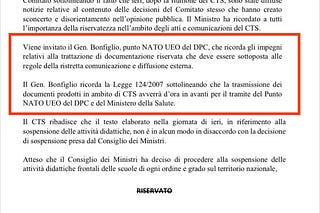 Comitato sottolineando il fatto che ieri, dopo la riunione del CTS, sono state diffuse
notizie relative al contenuto delle decisioni del Comitato stesso che hanno creato
sconcerto e disorientamento nell'opinione pubblica. Il Ministro ha ricordato a tutti
l'importanza della riservatezza nell'ambito degli atti e comunicazioni del CTS.
Viene invitato il Gen. Bonfiglio, punto NATO UEO del DPC, che ricorda gli impegni
relativi alla trattazione di documentazione riservata che deve essere sottoposta alle
regole della ristretta comunicazione e diffusione esterna.
Il Gen. Bonfiglio ricorda la Legge 124/2007 sottolineando che la trasmissione dei
documenti prodotti in ambito di CTS avverrà d'ora in avanti per il tramite del Punto
NATO UEO del DPC e del Ministero della Salute.
Il CTS ribadisce che il testo elaborato nella giornata di ieri, in riferimento alla
sospensione delle attività didattiche, non è in alcun modo in disaccordo con la decisione
di sospensione presa dal Consiglio dei Ministri.
Atteso che il Consiglio dei Ministri ha deciso di procedere alla sospensione delle
attività didattiche frontali delle scuole di ogni ordine e grado sul territorio nazionale,
RISERVATO